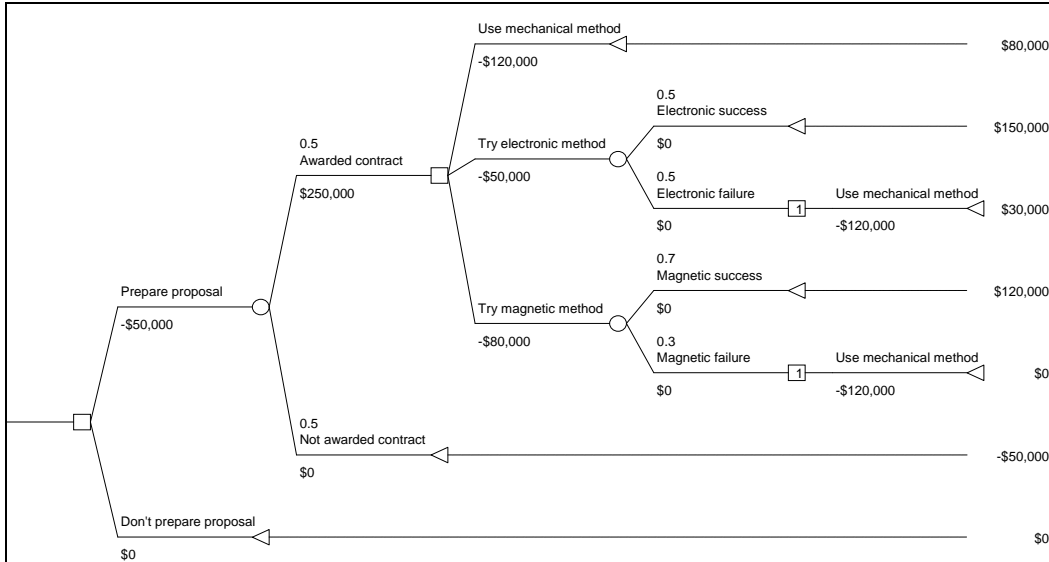 Use mechanical method
$80,000
-$120,000
0.5
Electronic success
0.5
$150,000
Awarded contract
Try electronic method
$0
$250,000
-$50,000
0.5
Electronic failure
Use mechanical method
1
$30,000
$0
-$120,000
0.7
Magnetic success
Prepare proposal
$120,000
Try magnetic method
$0
-$50,000
-$80,000
0.3
Magnetic failure
Use mechanical method
1
$0
$0
-$120,000
0.5
Not awarded contract
-$50,000
$0
Don't prepare proposal
$0
$0